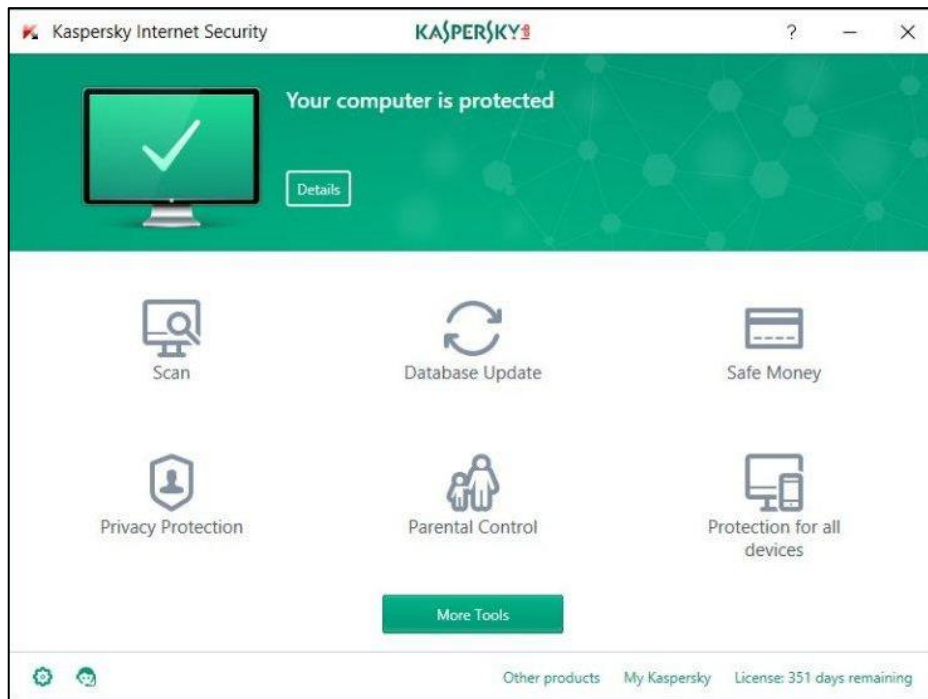 Kaspersky Internet Security
KASPERSKY
?
Your computer is protected
Details
Scan
Database Update
Safe Money
Privacy Protection
Parental Control
Protection for all
devices
More Tools
Other products
My Kaspersky
License: 351 days remaining